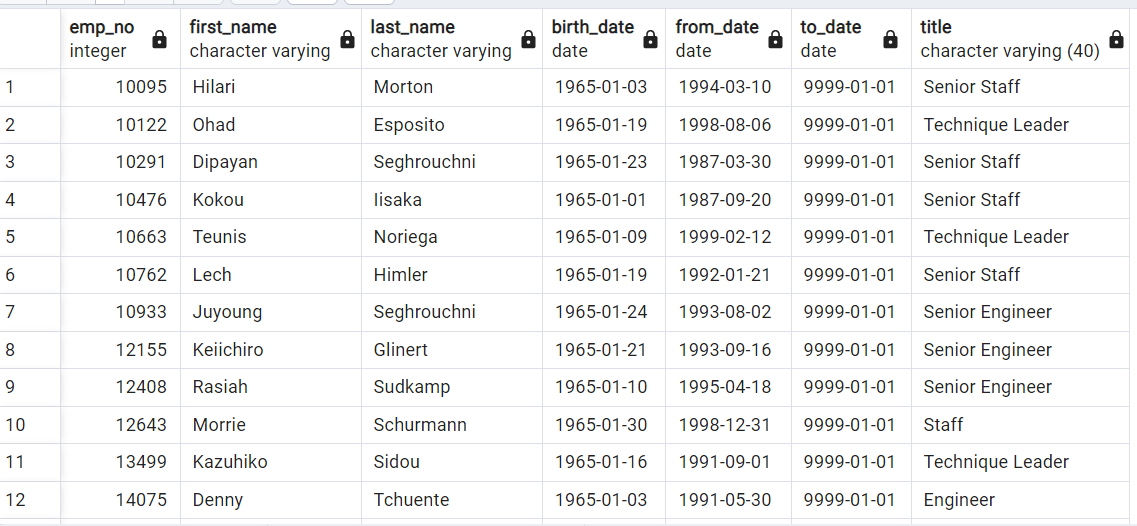 emp_no first_name last_name birth_date from_date to_date title
integer character varying character varying date date date character varying (40)
1 10095 Hilari Morton 1965-01-03 1994-03-10 9999-01-01 Senior Staff
2 10122 Ohad Esposito 1965-01-19 1998-08-06 9999-01-01 Technique Leader
3 10291 Dipayan Seghrouchni 1965-01-23 1987-03-30 9999-01-01 Senior Staff
4 10476 Kokou Iisaka 1965-01-01 1987-09-20 9999-01-01 Senior Staff
5 10663 Teunis Noriega 1965-01-09 1999-02-12 9999-01-01 Technique Leader
6 10762 Lech Himler 1965-01-19 1992-01-21 9999-01-01 Senior Staff
7 10933 Juyoung Seghrouchni 1965-01-24 1993-08-02 9999-01-01 Senior Engineer
8 12155 Keiichiro Glinert 1965-01-21 1993-09-16 9999-01-01 Senior Engineer
9 12408 Rasiah Sudkamp 1965-01-10 1995-04-18 9999-01-01 Senior Engineer
10 12643 Morrie Schurmann 1965-01-30 1998-12-31 9999-01-01 Staff
11 13499 Kazuhiko Sidou 1965-01-16 1991-09-01 9999-01-01 Technique Leader
12 14075 Denny Tchuente 1965-01-03 1991-05-30 9999-01-01 Engineer